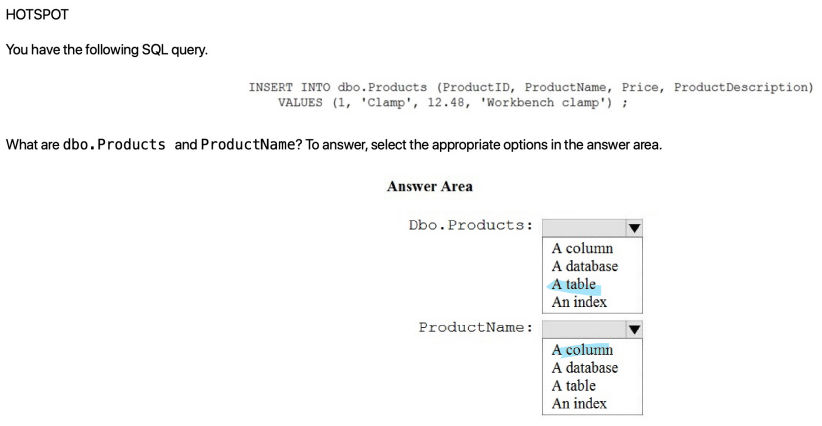 HOTSPOT
You have the following SQL query.
INSERT INTO dbo.Products (ProductID, ProductName, Price, ProductDescription)
VALUES (1, 'Clamp', 12.48, 'Workbench clamp') ;
What are dbo.Products and ProductName? To answer, select the appropriate options in the answer area.
Answer Area
Dbo.Products:
A column
A database
A table
An index
ProductName:
A column
A database
A table
An index